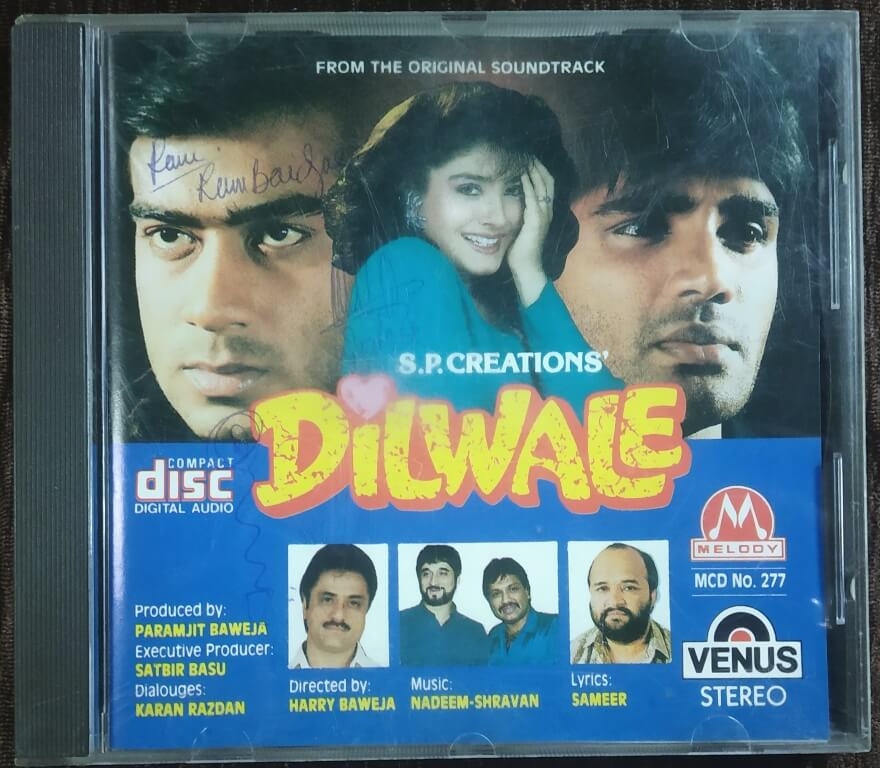 FROM THE ORIGINAL SOUNDTRACK
S.P. CREATIONS'
DiLWALE
COMPACT
disc
DIGITAL AUDIO
MELODY
MCD No. 277
VENUS
STEREO
Produced by:
PARAMJIT BAWEJA
Executive Producer:
SATBIR BASU
Dialouges:
KARAN RAZDAN
Directed by:
HARRY BAWEJA
Music:
NADEEM-SHRAVAN
Lyrics:
SAMEER